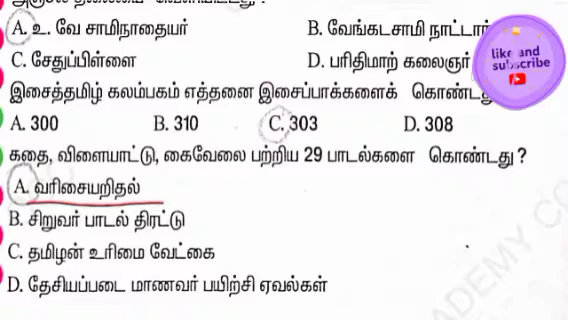 A. உ. வே சாமிநாதையர் B. வேங்கடசாமி நாட்டார்
C. சேதுப்பிள்ளை D. பரிதிமாற் கலைஞர்
like and
subscribe
இசைத்தமிழ் கலம்பகம் எத்தனை இசைப்பாக்களைக் கொண்டது
A. 300 B. 310 C. 303 D. 308
கதை, விளையாட்டு, கைவேலை பற்றிய 29 பாடல்களை கொண்டது ?
A. வரிசையறிதல்
B. சிறுவர் பாடல் திரட்டு
C. தமிழன் உரிமை வேட்கை
D. தேசியப்படை மாணவர் பயிற்சி ஏவல்கள்